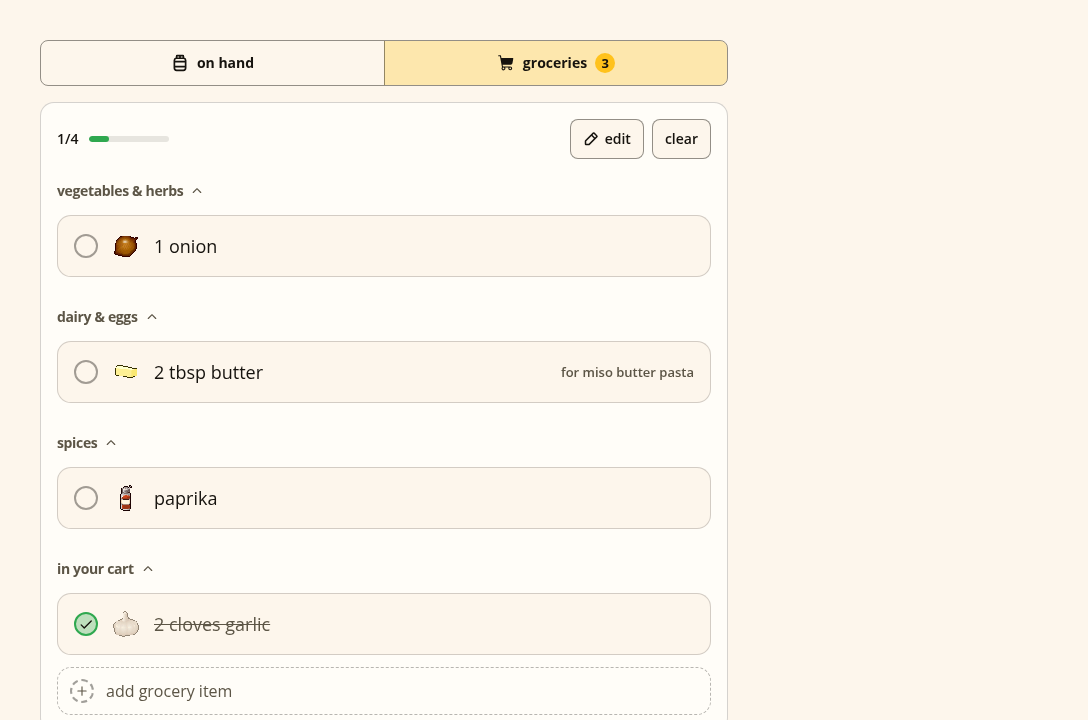 on hand
groceries 3
1/4
edit
clear
vegetables & herbs
1 onion
dairy & eggs
2 tbsp butter
for miso butter pasta
spices
paprika
in your cart
2 cloves garlic
add grocery item